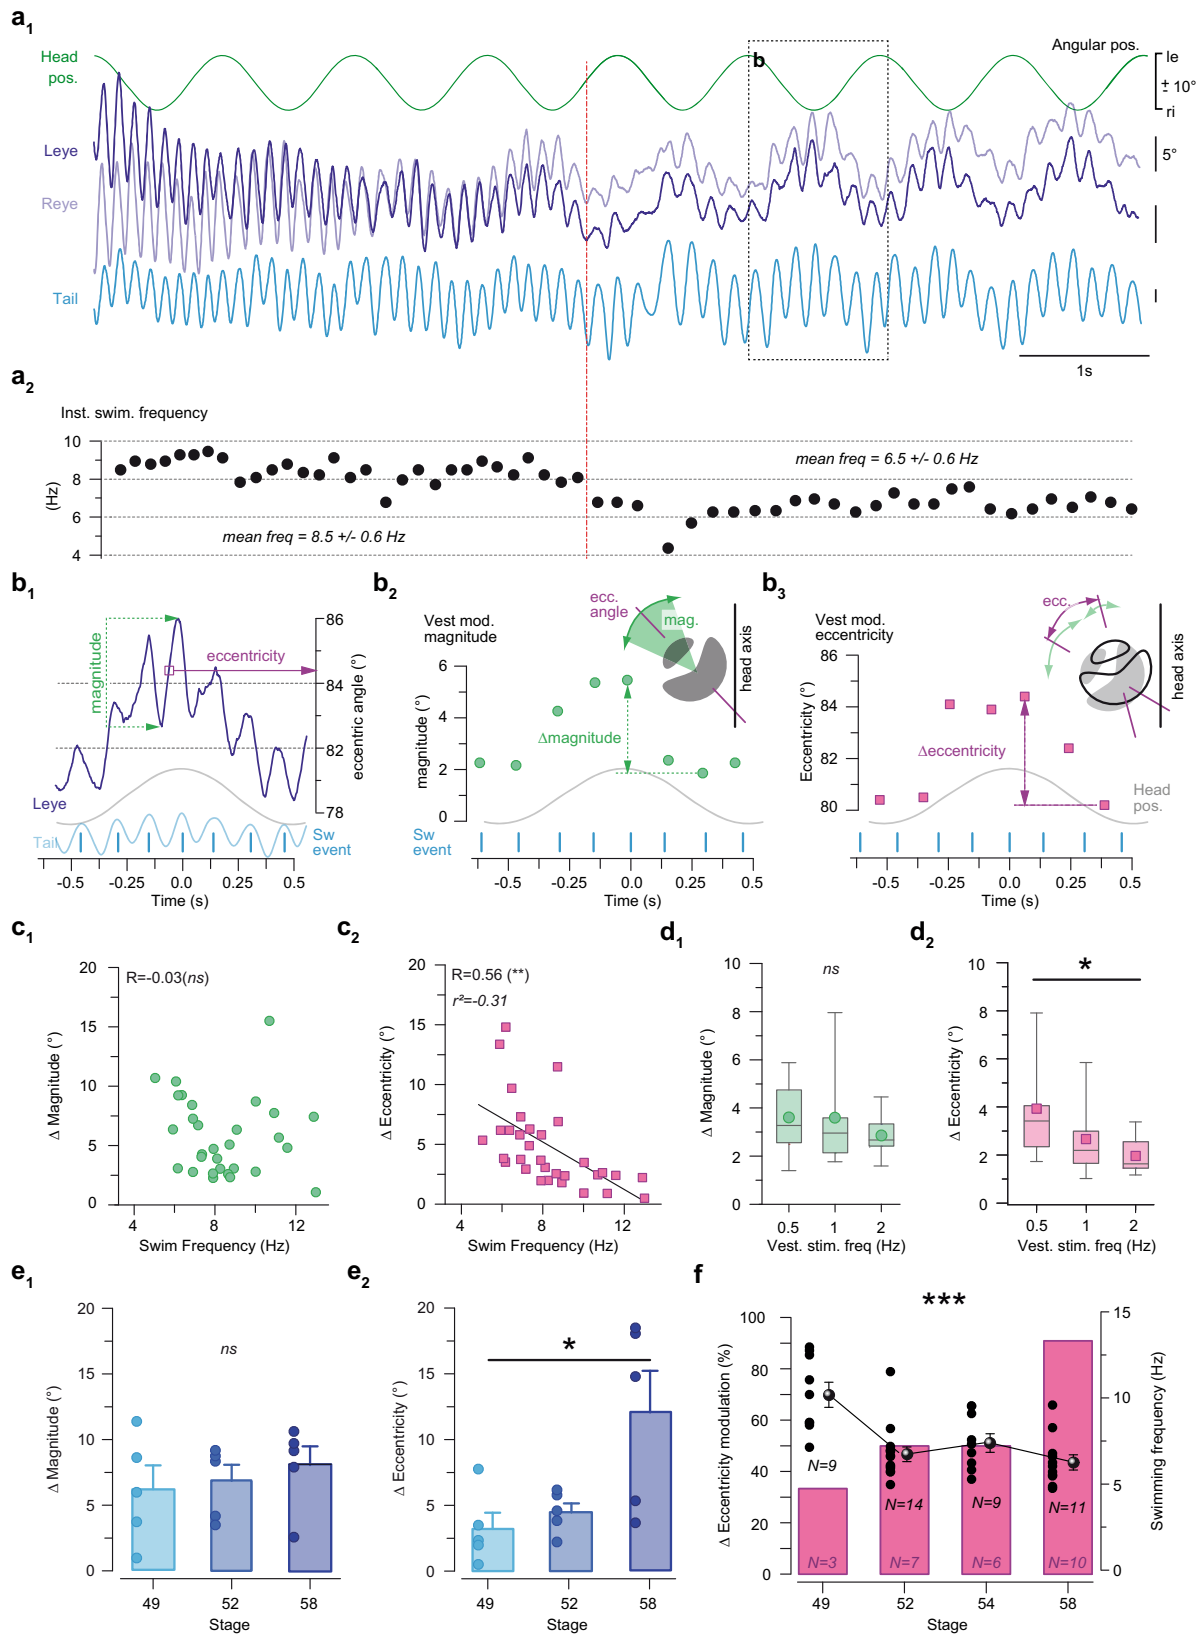 a1
Head pos.
Angular pos.
le
± 10°
ri
b
Leye
5°
Reye
Tail
1s
a2
Inst. swim. frequency
10
8
6
4
(Hz)
mean freq = 6.5 +/- 0.6 Hz
mean freq = 8.5 +/- 0.6 Hz
b1
magnitude
eccentricity
86
84
82
78
eccentric angle (°)
Leye
Tail
Sw event
-0.5 -0.25 0.0 0.25 0.5
Time (s)
b2
Vest mod. magnitude
ecc. angle
mag.
head axis
6
4
2
0
magnitude (°)
Δmagnitude
Sw event
-0.5 -0.25 0.0 0.25 0.5
Time (s)
b3
Vest mod. eccentricity
ecc.
head axis
86
84
82
80
Eccentricity (°)
Δeccentricity
Head pos.
-0.5 -0.25 0.0 0.25 0.5
Time (s)
c1
R=-0.03(ns)
20
15
10
5
0
Δ Magnitude (°)
4 8 12
Swim Frequency (Hz)
c2
R=0.56 (**)
r²=-0.31
20
15
10
5
0
Δ Eccentricity (°)
4 8 12
Swim Frequency (Hz)
d1
ns
10
8
6
4
2
0
Δ Magnitude (°)
0.5 1 2
Vest. stim. freq (Hz)
d2
*
10
8
6
4
2
0
Δ Eccentricity (°)
0.5 1 2
Vest. stim. freq (Hz)
e1
ns
20
15
10
5
0
Δ Magnitude (°)
49 52 58
Stage
e2
*
20
15
10
5
0
Δ Eccentricity (°)
49 52 58
Stage
f
***
100
80
60
40
20
0
Δ Eccentricity modulation (%)
15
10
5
0
Swimming frequency (Hz)
N=9
N=14
N=9
N=11
N=3
N=7
N=6
N=10
49 52 54 58
Stage